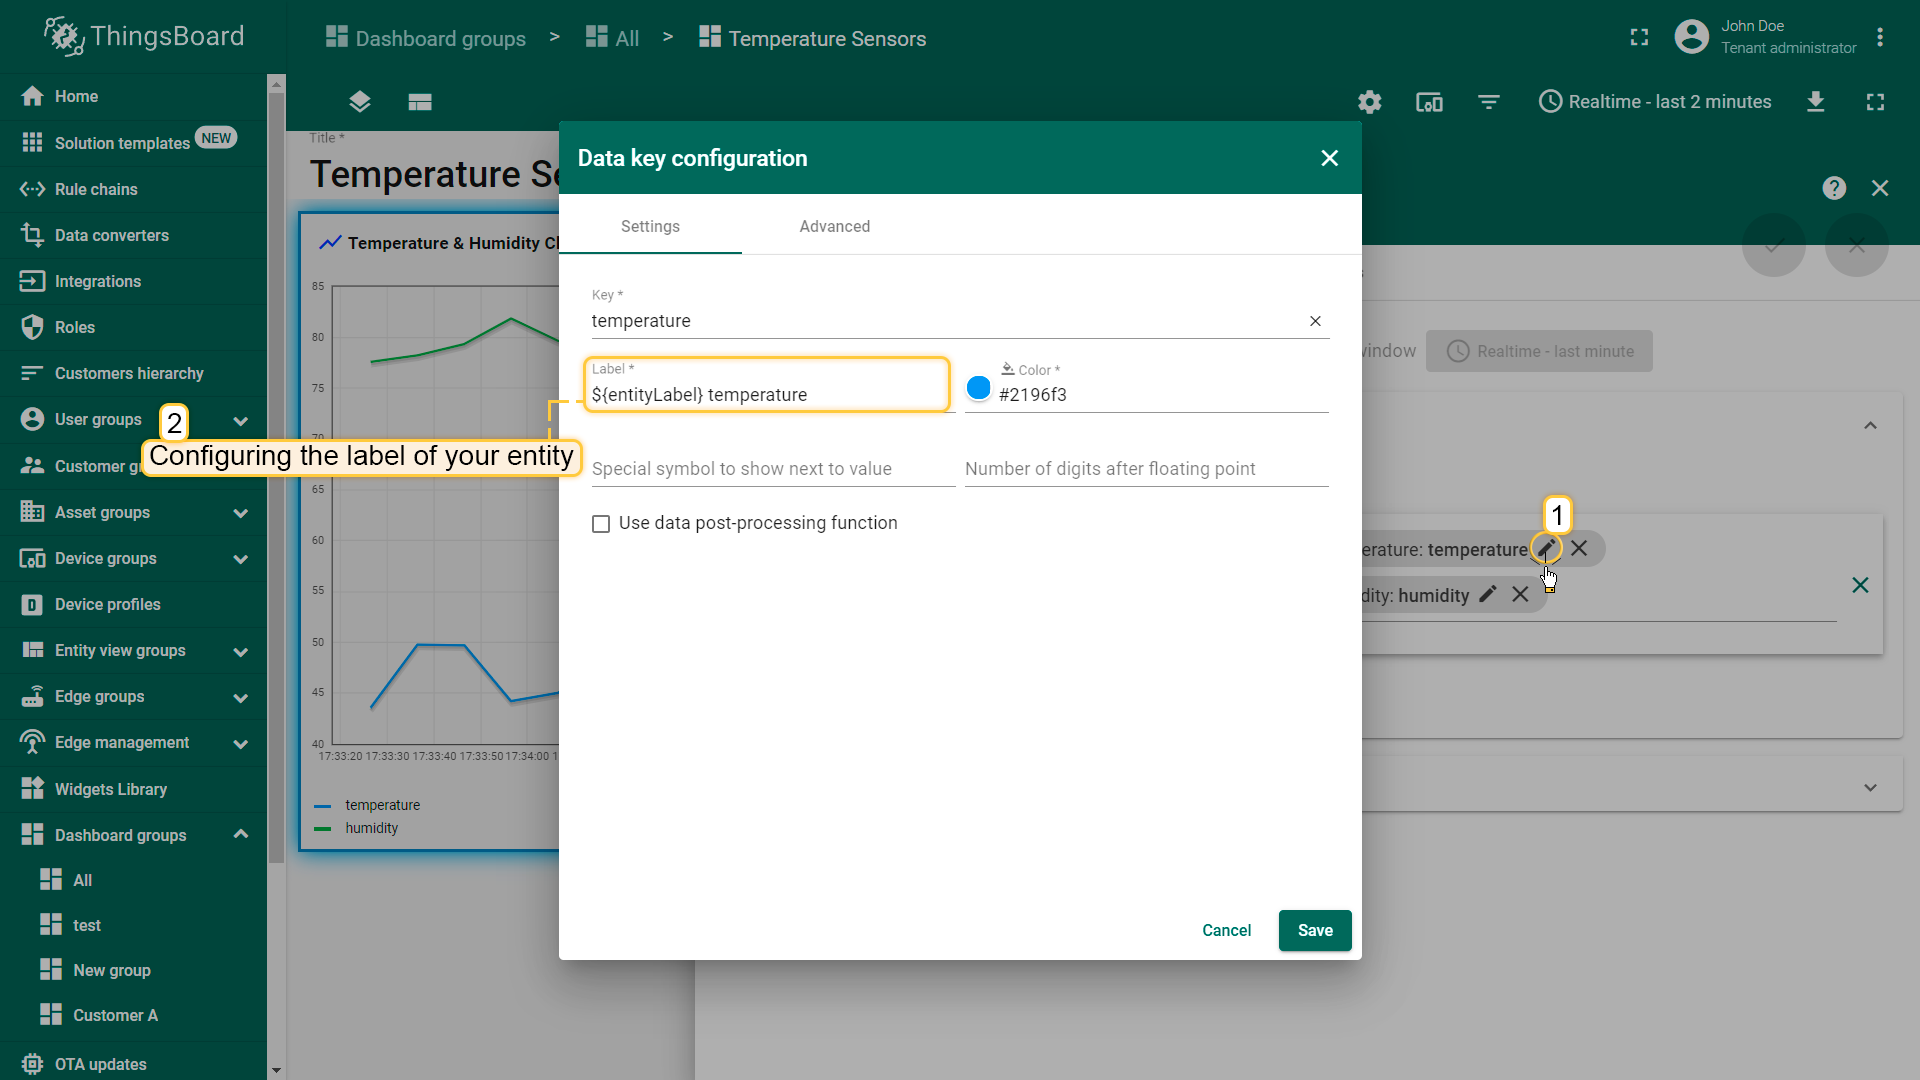 ThingsBoard
Dashboard groups > All > Temperature Sensors
John Doe
Tenant administrator
Home
Solution templates NEW
Rule chains
Data converters
Integrations
Roles
Customers hierarchy
User groups
Customer gr
Asset groups
Device groups
Device profiles
Entity view groups
Edge groups
Edge management
Widgets Library
Dashboard groups
All
test
New group
Customer A
OTA updates
Realtime - last 2 minutes
Title *
Temperature Se
Temperature & Humidity Ch
85
80
75
70
65
60
55
50
45
40
17:33:20 17:33:30 17:33:40 17:33:50 17:34:00 1
temperature
humidity
2
Configuring the label of your entity
Data key configuration
Settings
Advanced
Key *
temperature
Label *
${entityLabel} temperature
Color *
#2196f3
Special symbol to show next to value
Number of digits after floating point
Use data post-processing function
Cancel
Save
s
window
Realtime - last minute
1
erature: temperature
dity: humidity